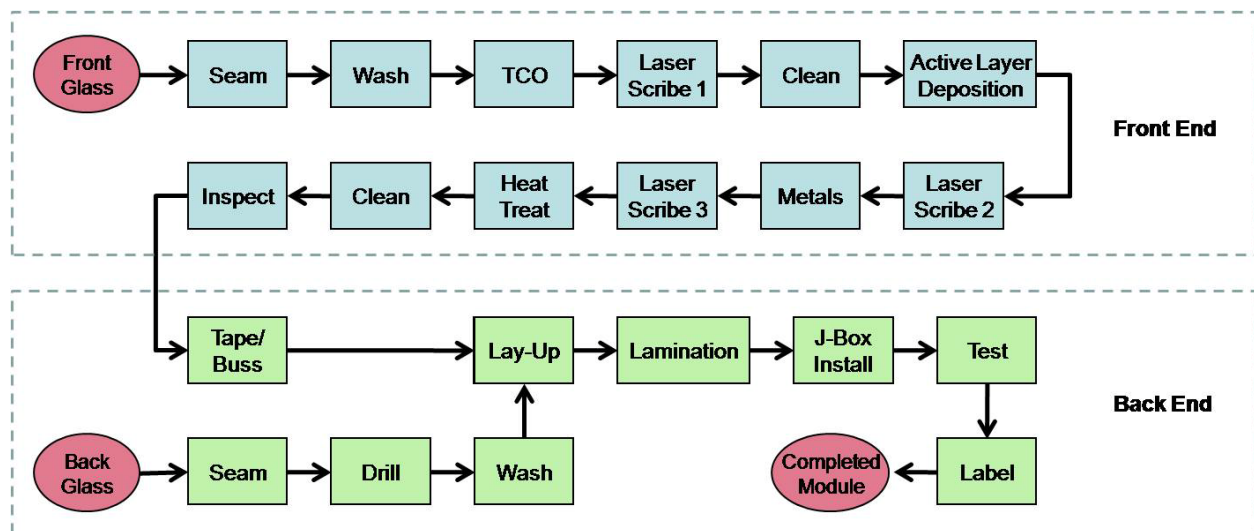 Front
Glass
Seam
Wash
TCO
Laser
Scribe 1
Clean
Active Layer
Deposition
Front End
Inspect
Clean
Heat
Treat
Laser
Scribe 3
Metals
Laser
Scribe 2
Tape/
Buss
Lay-Up
Lamination
J-Box
Install
Test
Back End
Back
Glass
Seam
Drill
Wash
Completed
Module
Label